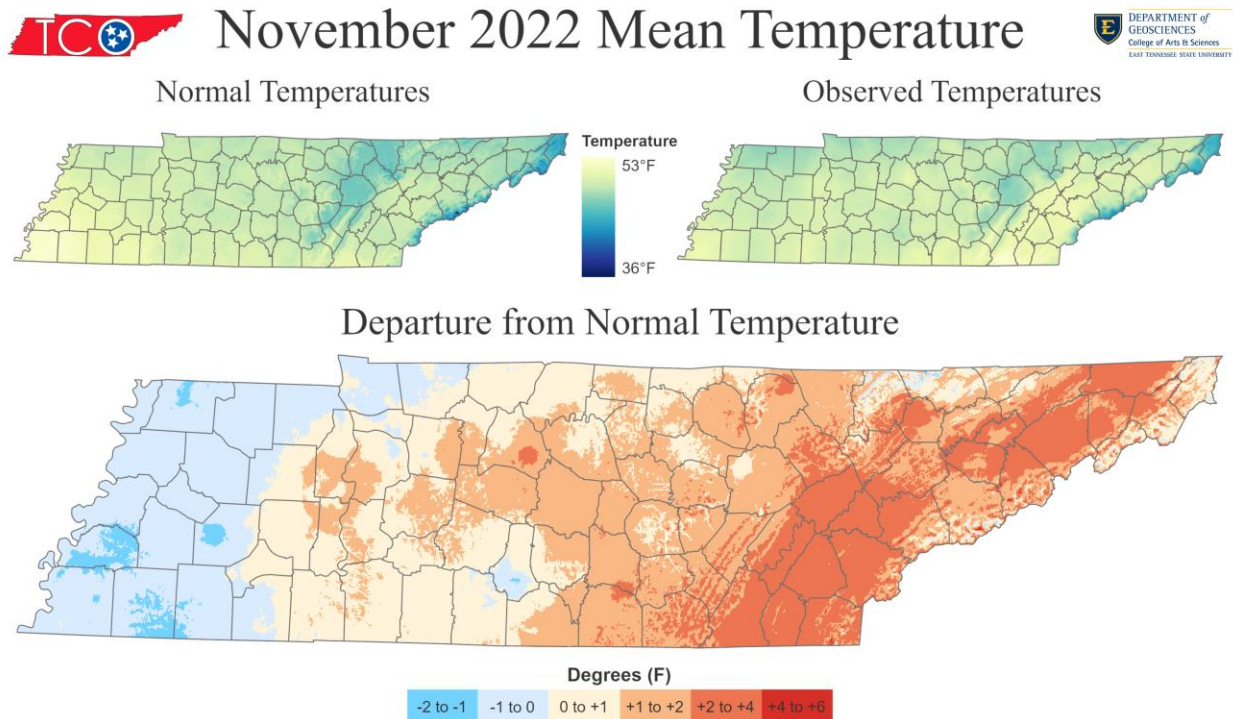 TCO
November 2022 Mean Temperature
E
DEPARTMENT of
GEOSCIENCES
College of Arts & Sciences
EAST TENNESSEE STATE UNIVERSITY
Normal Temperatures
Observed Temperatures
Temperature
53°F
36°F
Departure from Normal Temperature
Degrees (F)
-2 to -1 -1 to 0 0 to +1 +1 to +2 +2 to +4 +4 to +6